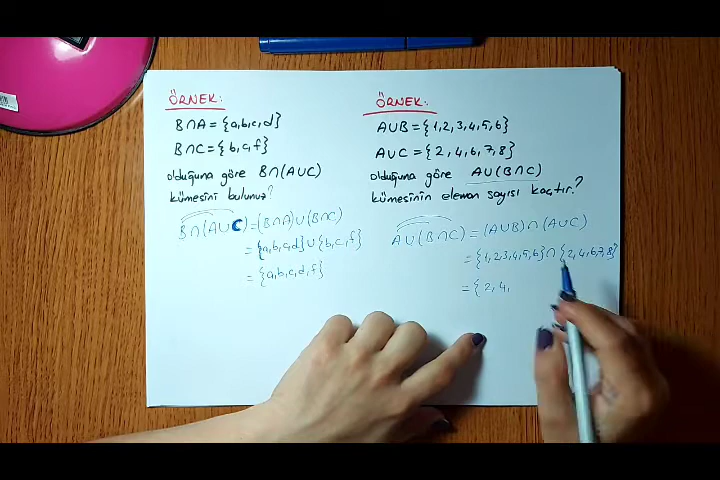 ÖRNEK:
B∩A = {a,b,c,d}
B∩C = {b,c,f}
olduğuna göre B∩(A∪C)
kümesini bulunuz?
B∩(A∪C) = (B∩A)∪(B∩C)
= {a,b,c,d}∪{b,c,f}
= {a,b,c,d,f}
ÖRNEK:
A∪B = {1,2,3,4,5,6}
A∪C = {2,4,6,7,8}
olduğuna göre A∪(B∩C)
kümesinin eleman sayısı kaçtır?
A∪(B∩C) = (A∪B)∩(A∪C)
= {1,2,3,4,5,6}∩{2,4,6,7,8}
= {2,4,